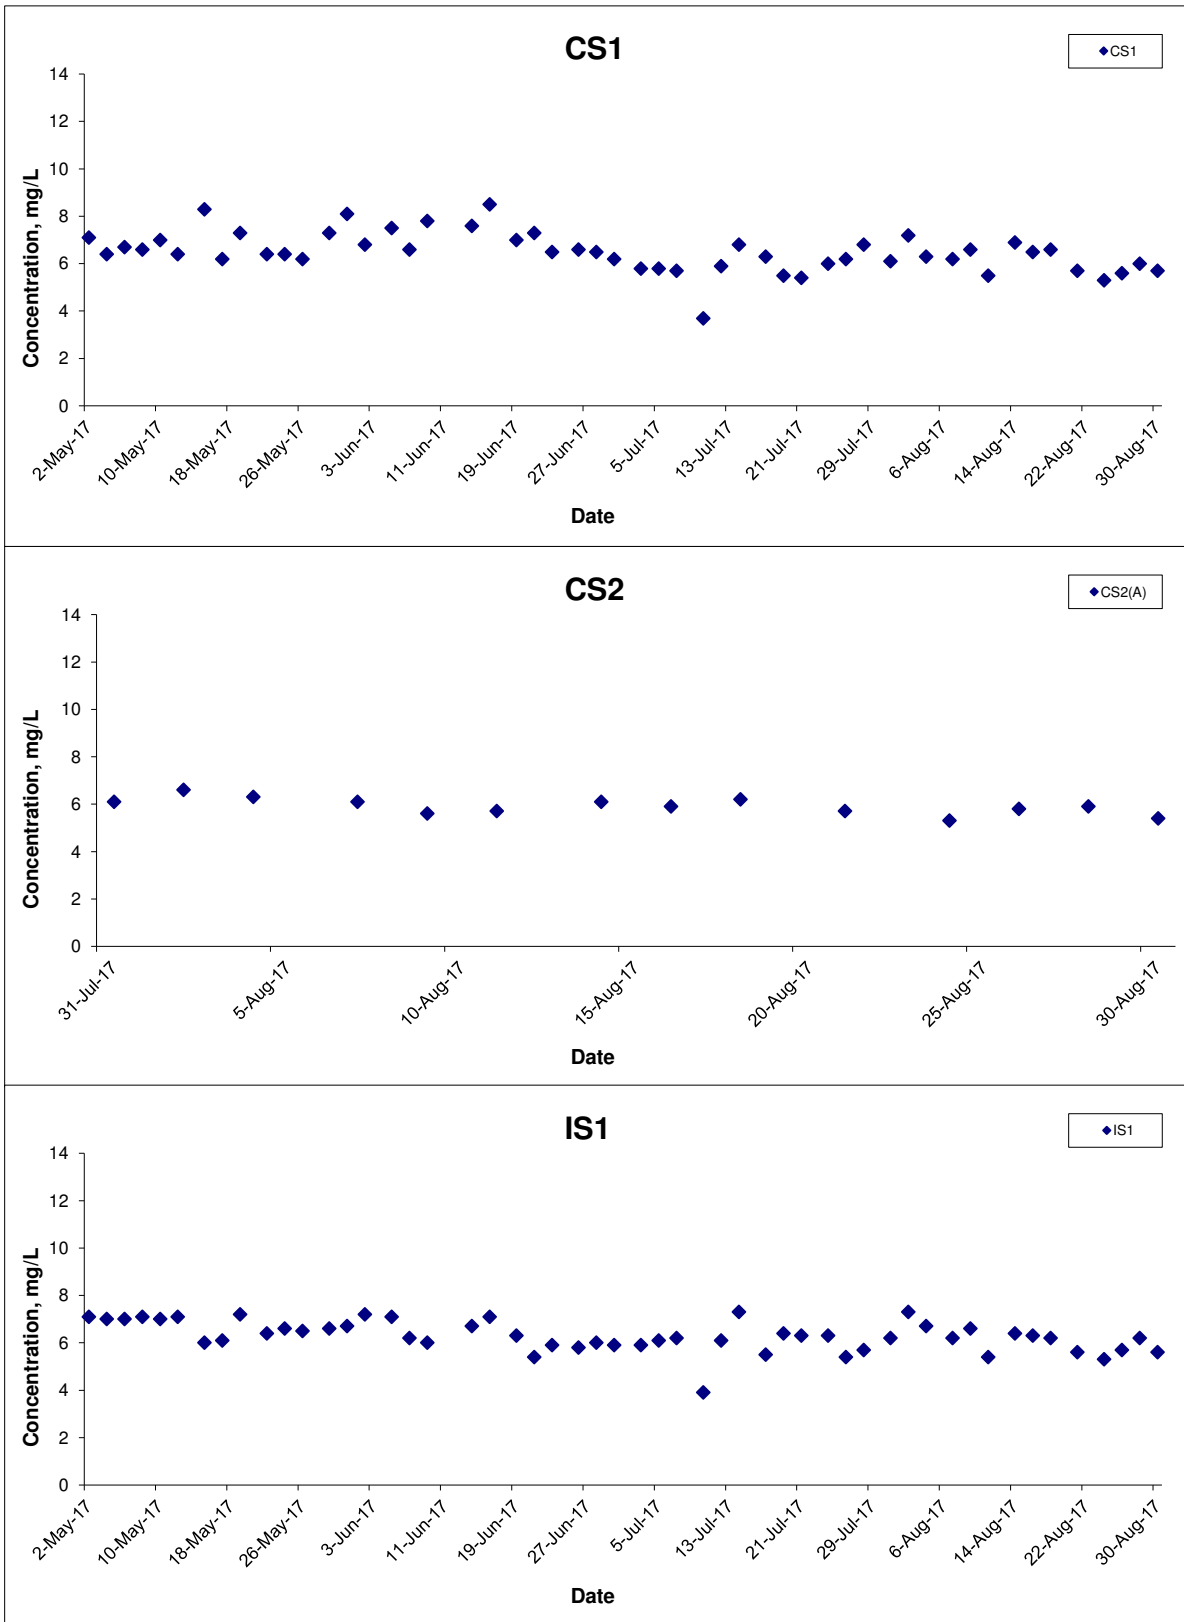 CS1
CS1
14
12
10
8
6
4
2
0
Concentration, mg/L
2-May-17
10-May-17
18-May-17
26-May-17
3-Jun-17
11-Jun-17
19-Jun-17
27-Jun-17
5-Jul-17
13-Jul-17
21-Jul-17
29-Jul-17
6-Aug-17
14-Aug-17
22-Aug-17
30-Aug-17
Date
CS2
CS2(A)
14
12
10
8
6
4
2
0
Concentration, mg/L
31-Jul-17
5-Aug-17
10-Aug-17
15-Aug-17
20-Aug-17
25-Aug-17
30-Aug-17
Date
IS1
IS1
14
12
10
8
6
4
2
0
Concentration, mg/L
2-May-17
10-May-17
18-May-17
26-May-17
3-Jun-17
11-Jun-17
19-Jun-17
27-Jun-17
5-Jul-17
13-Jul-17
21-Jul-17
29-Jul-17
6-Aug-17
14-Aug-17
22-Aug-17
30-Aug-17
Date